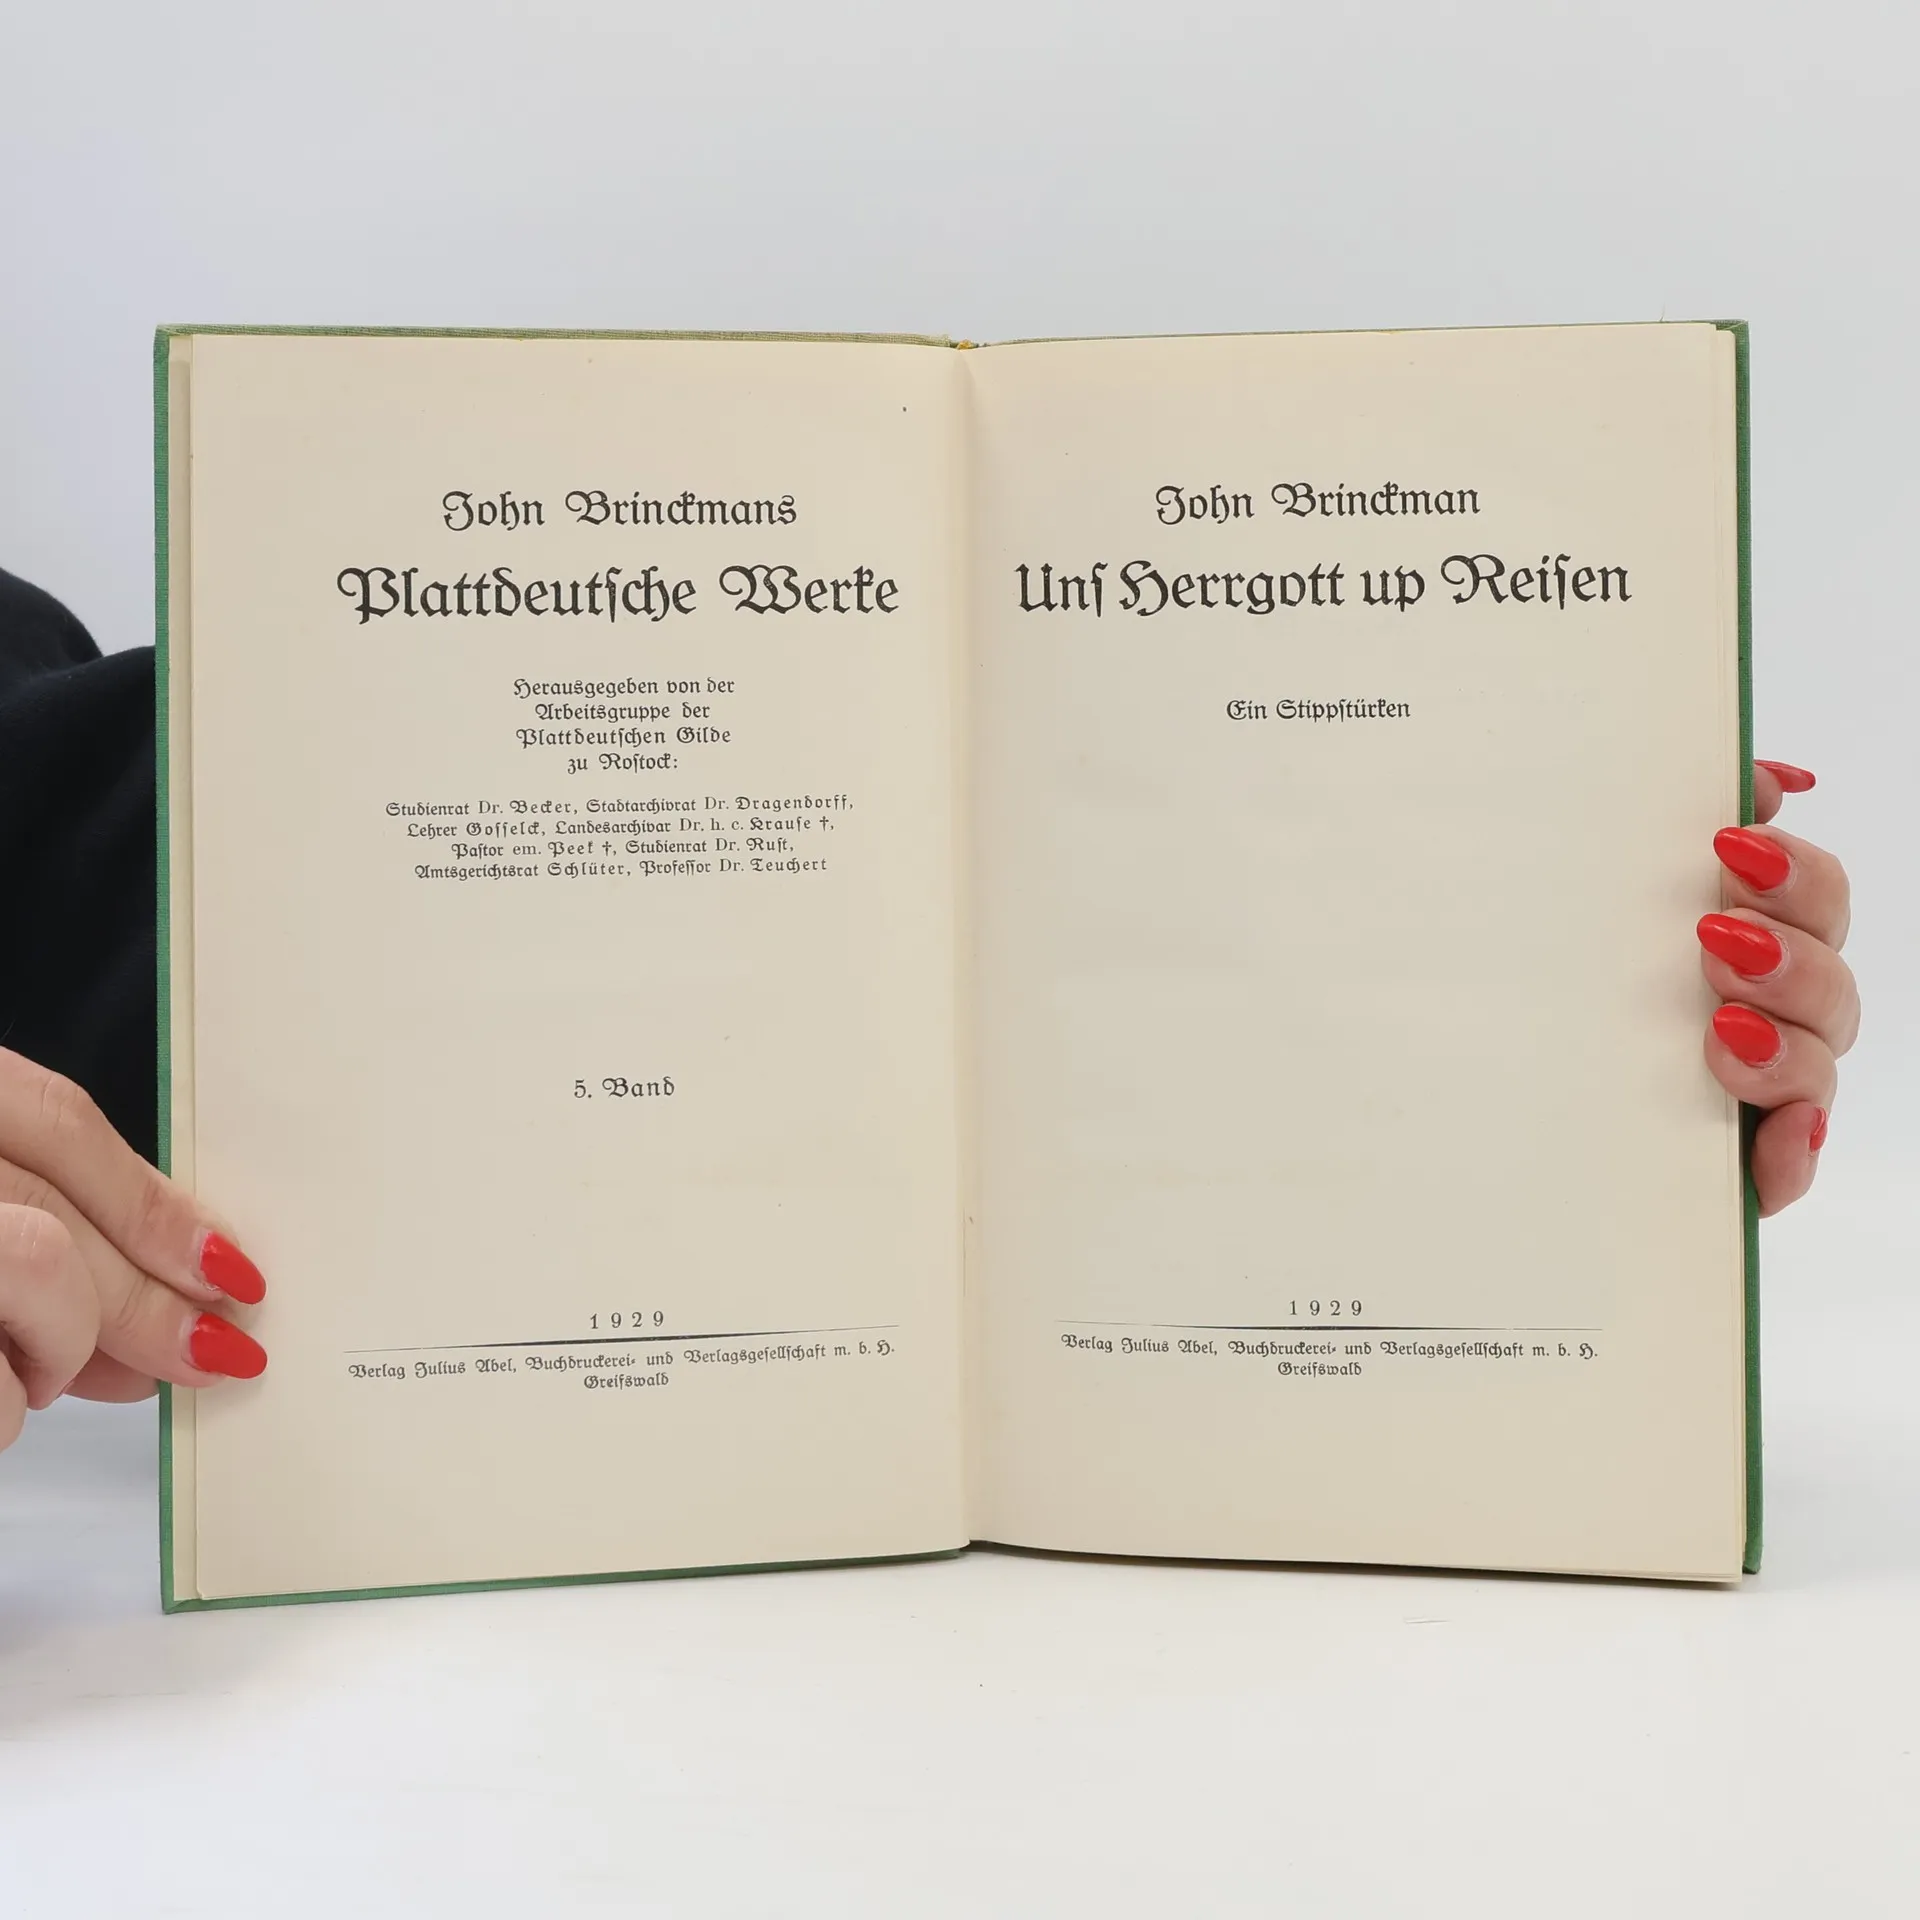 John Brinckmans
Plattdeutſche Werke
Herausgegeben von der
Arbeitsgruppe der
Plattdeutſchen Gilde
zu Roſtock:
Studienrat Dr. Becker, Stadtarchivrat Dr. Dragendorff,
Lehrer Goſſelck, Landesarchivar Dr. h. c. Krauſe †,
Paſtor em. Peek †, Studienrat Dr. Ruſt,
Amtsgerichtsrat Schlüter, Profeſſor Dr. Teuchert
5. Band
1929
Verlag Julius Abel, Buchdruckerei- und Verlagsgeſellſchaft m. b. H.
Greifswald
John Brinckman
Unſ Herrgott up Reiſen
Ein Stippſtürken
1929
Verlag Julius Abel, Buchdruckerei- und Verlagsgeſellſchaft m. b. H.
Greifswald